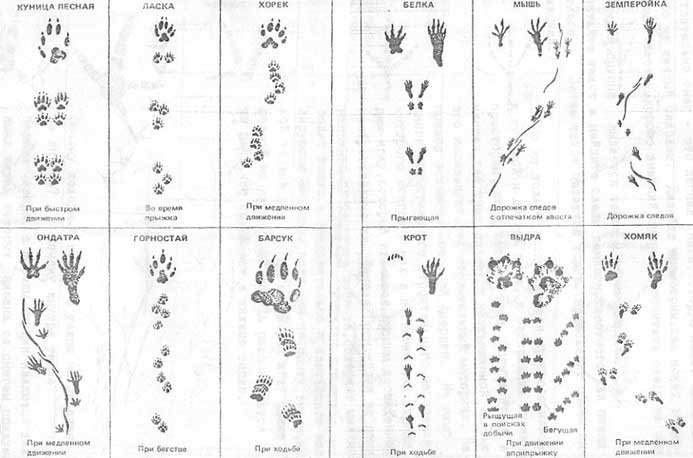 КУНИЦА ЛЕСНАЯ
ЛАСКА
ХОРЕК
БЕЛКА
МЫШЬ
ЗЕМЛЕРОЙКА
При быстром
движении
Во время
прыжка
При медленном
движении
Прыгающая
Дорожка следов
с отпечатком хвоста
Дорожка следов
ОНДАТРА
ГОРНОСТАЙ
БАРСУК
КРОТ
ВЫДРА
ХОМЯК
При медленном
движении
При бегстве
При ходьбе
При ходьбе
Рыщущая
в поисках
добычи
Бегущая
При движении
вприпрыжку
При медленном
движении